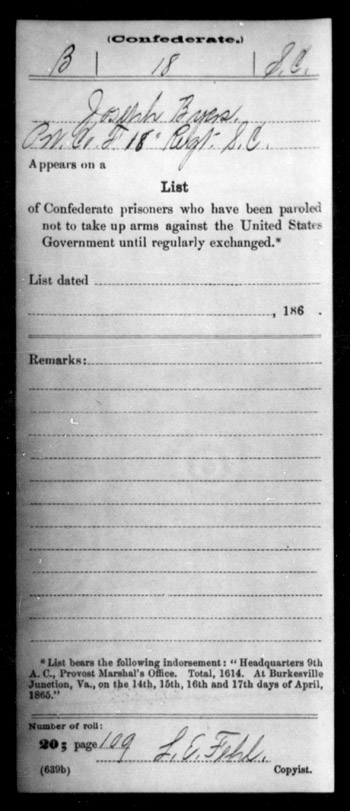 (Confederate.)
B | 18 | S.C.
Joseph
Pvt. Co. F 18" Regt. S.C.
Appears on a
List
of Confederate prisoners who have been paroled
not to take up arms against the United States
Government until regularly exchanged.*
List dated
, 186 .
Remarks:
* List bears the following indorsement: "Headquarters 9th
A. C., Provost Marshal's Office. Total, 1614. At Burkesville
Junction, Va., on the 14th, 15th, 16th and 17th days of April,
1865."
Number of roll:
20; page 109 L. E.
(639b) Copyist.